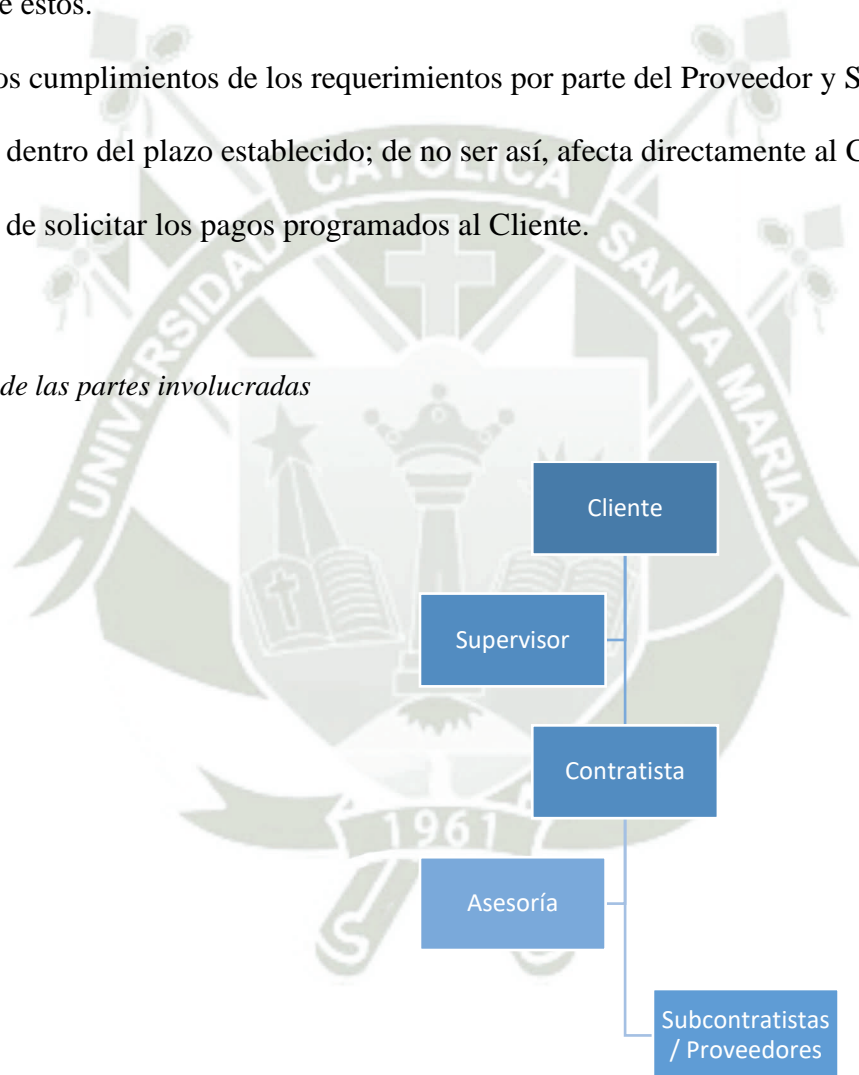 e estos.
os cumplimientos de los requerimientos por parte del Proveedor y S
dentro del plazo establecido; de no ser así, afecta directamente al C
de solicitar los pagos programados al Cliente.
UNIVERSIDAD CATOLICA SANTA MARIA
de las partes involucradas
Cliente
Supervisor
Contratista
1961
Asesoría
S
Subcontratistas
/ Proveedores